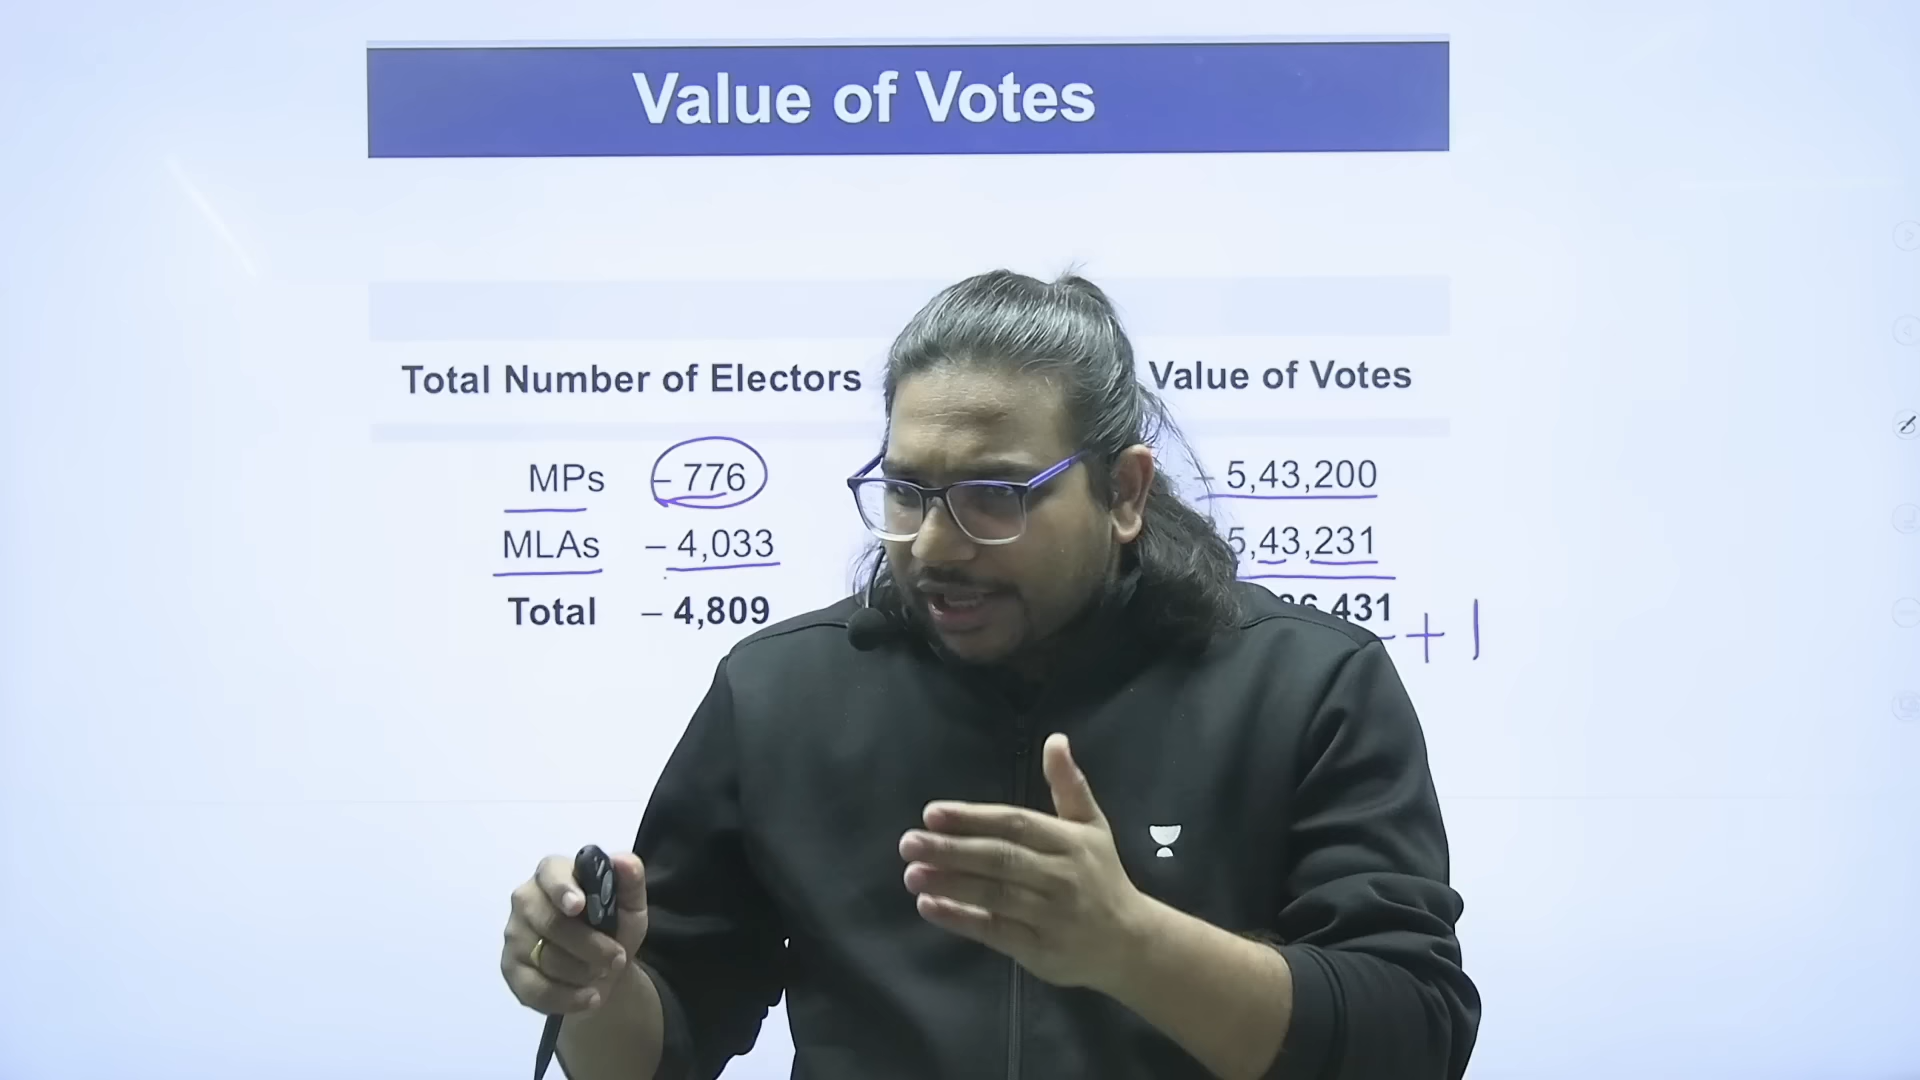 Value of Votes
Total Number of Electors Value of Votes
MPs – 776 – 5,43,200
MLAs – 4,033 5,43,231
Total – 4,809 431 + 1